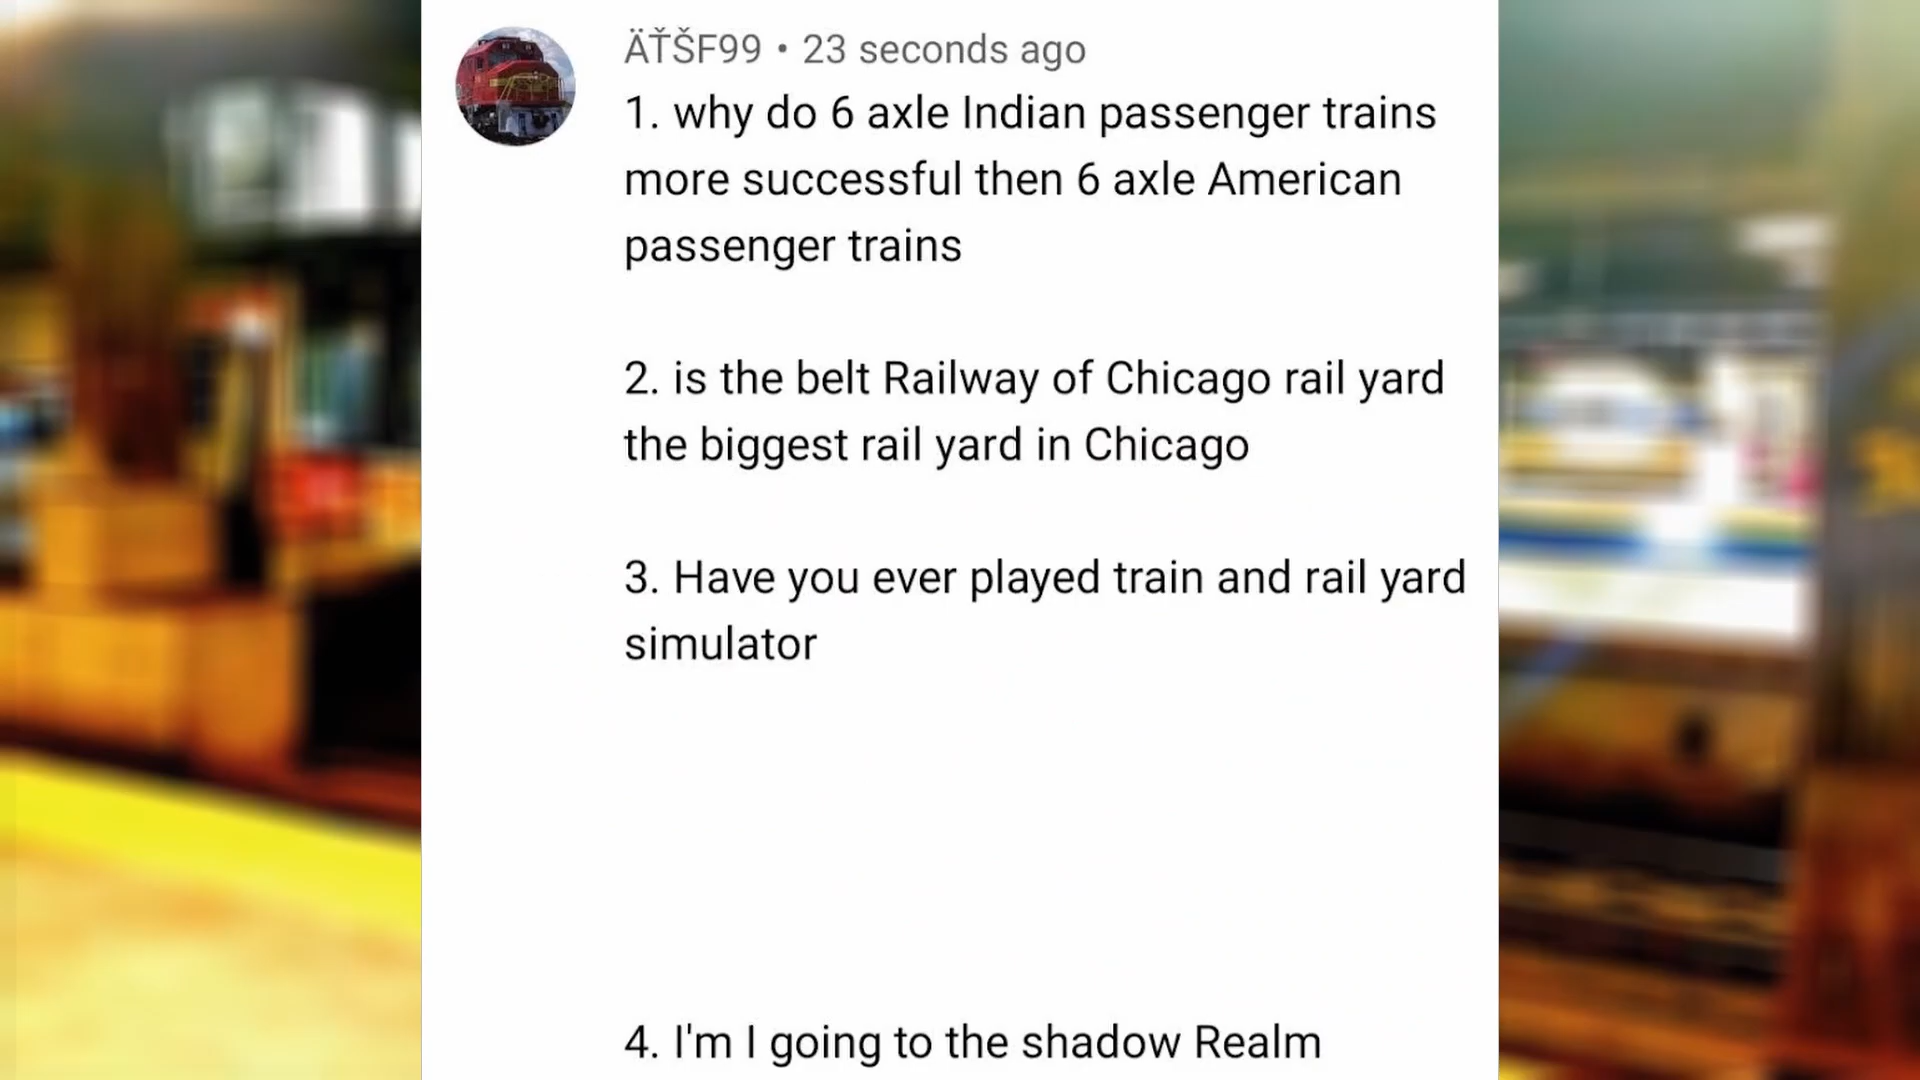 ÄŤŠF99 • 23 seconds ago
1. why do 6 axle Indian passenger trains
more successful then 6 axle American
passenger trains
2. is the belt Railway of Chicago rail yard
the biggest rail yard in Chicago
3. Have you ever played train and rail yard
simulator
4. I'm I going to the shadow Realm